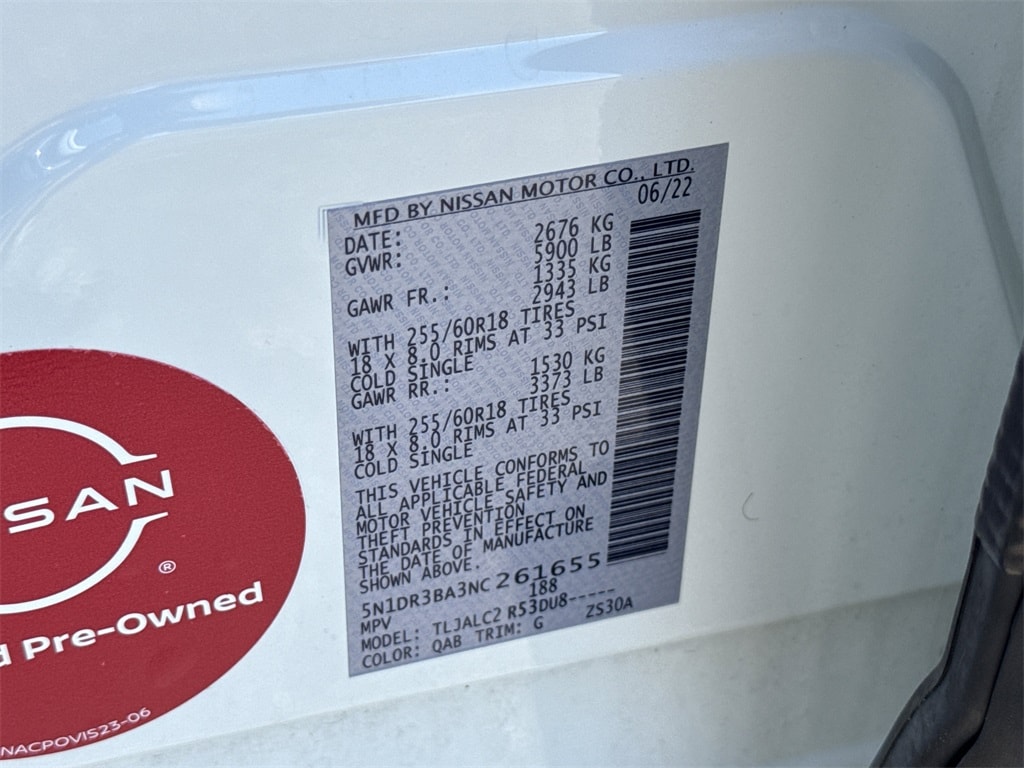 MFD BY NISSAN MOTOR CO., LTD.
DATE: 06/22
GVWR: 2676 KG
5900 LB
GAWR FR.: 1335 KG
2943 LB
WITH 255/60R18 TIRES
18 X 8.0 RIMS AT 33 PSI
COLD SINGLE
GAWR RR.: 1530 KG
3373 LB
WITH 255/60R18 TIRES
18 X 8.0 RIMS AT 33 PSI
COLD SINGLE
THIS VEHICLE CONFORMS TO
ALL APPLICABLE FEDERAL
MOTOR VEHICLE SAFETY AND
THEFT PREVENTION
STANDARDS IN EFFECT ON
THE DATE OF MANUFACTURE
SHOWN ABOVE.
5N1DR3BA3NC 261655
MPV 188
MODEL: TLJALC2 R53DU8-----
COLOR: QAB TRIM: G ZS30A
SSAN
®
d Pre-Owned
NACPOVIS23-06